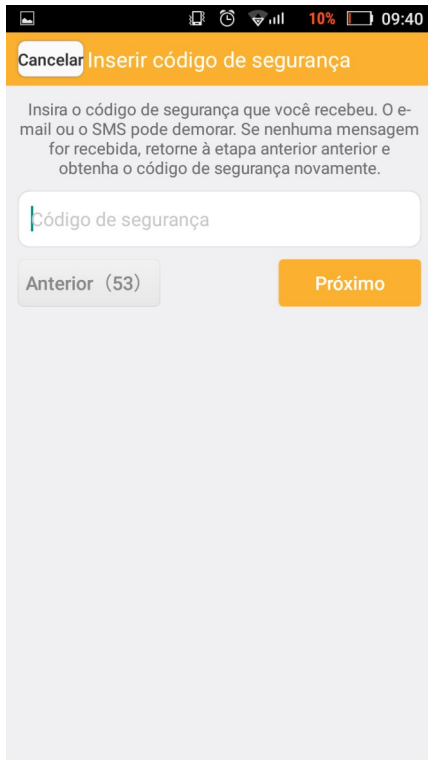 10% 09:40
Cancelar Inserir código de segurança
Insira o código de segurança que você recebeu. O e-
mail ou o SMS pode demorar. Se nenhuma mensagem
for recebida, retorne à etapa anterior anterior e
obtenha o código de segurança novamente.
Código de segurança
Anterior（53） Próximo